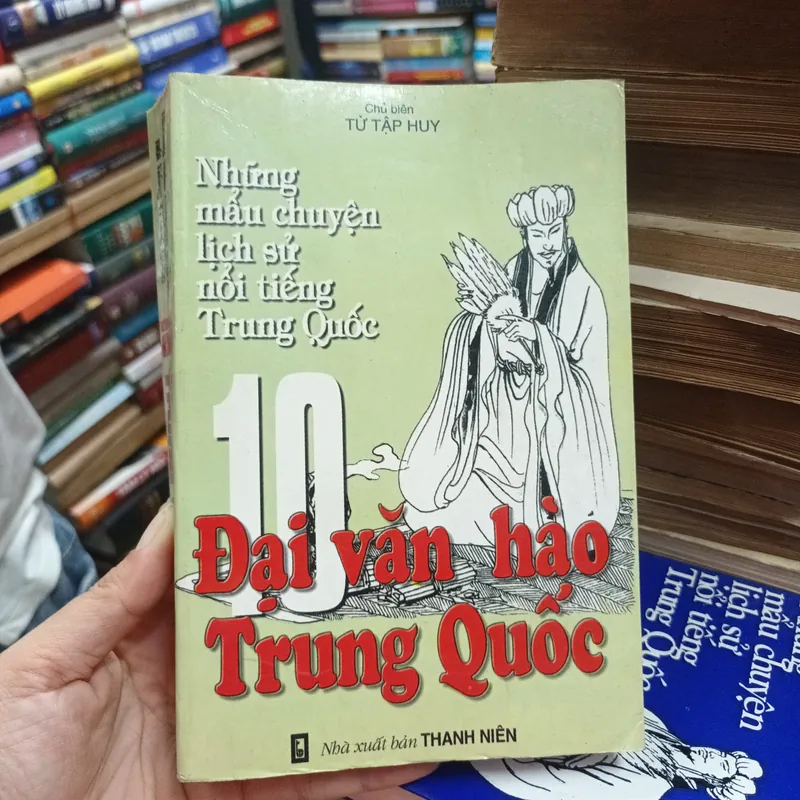 Chủ biên
TỪ TẬP HUY
Những
mẩu chuyện
lịch sử
nổi tiếng
Trung Quốc
10
Đại văn hào
Trung Quốc
Nhà xuất bản THANH NIÊN
mẩu chuyện
lịch sử
nổi tiếng
Trung Quốc